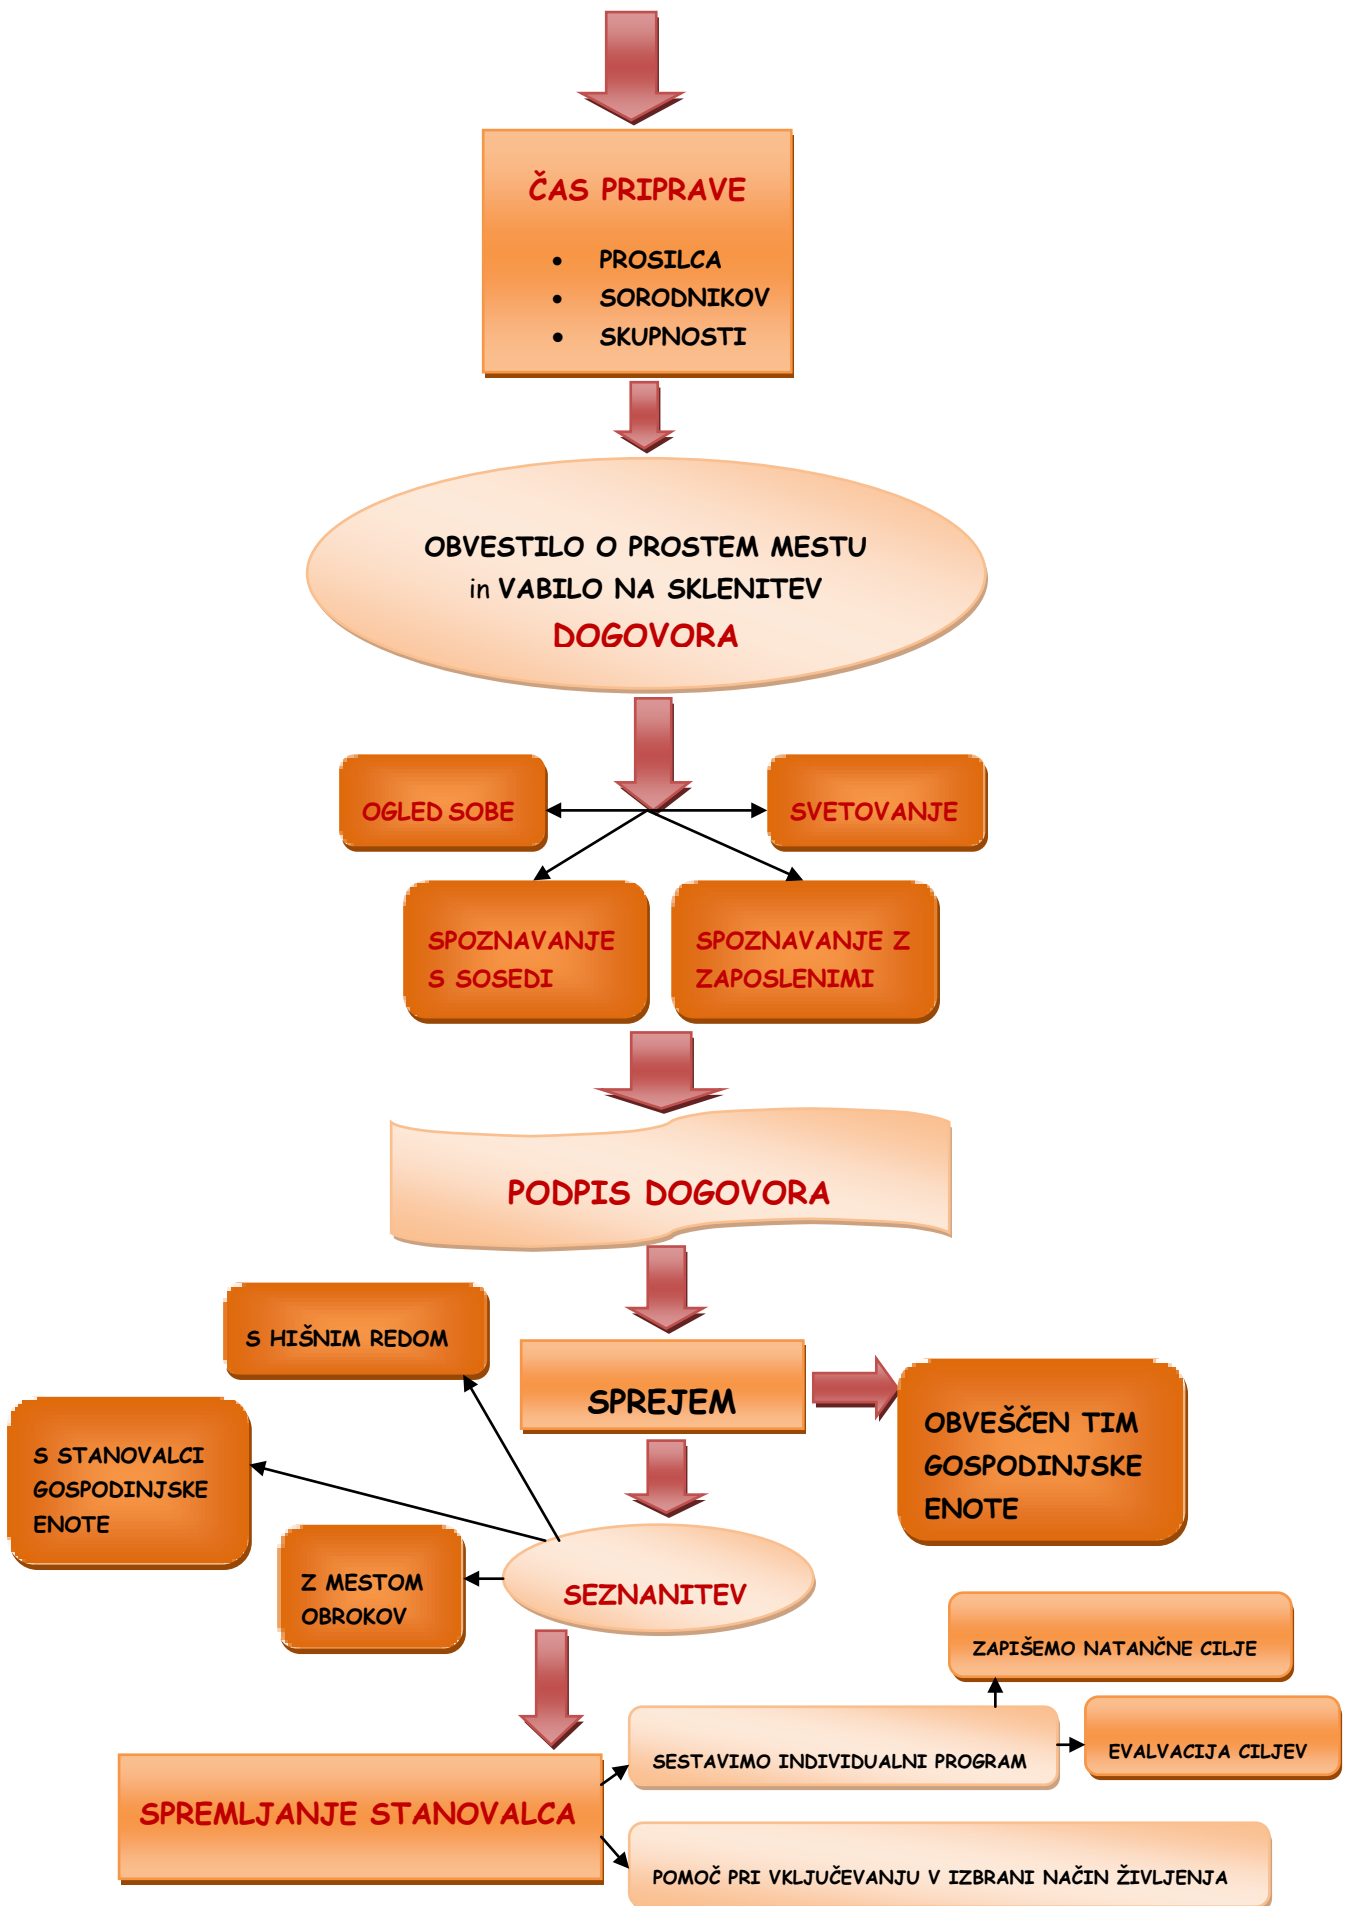 ČAS PRIPRAVE
• PROSILCA
• SORODNIKOV
• SKUPNOSTI
OBVESTILO O PROSTEM MESTU
in VABILO NA SKLENITEV
DOGOVORA
OGLED SOBE
SVETOVANJE
SPOZNAVANJE
S SOSEDI
SPOZNAVANJE Z
ZAPOSLENIMI
PODPIS DOGOVORA
S HIŠNIM REDOM
SPREJEM
OBVEŠČEN TIM
GOSPODINJSKE
ENOTE
S STANOVALCI
GOSPODINJSKE
ENOTE
Z MESTOM
OBROKOV
SEZNANITEV
ZAPIŠEMO NATANČNE CILJE
SESTAVIMO INDIVIDUALNI PROGRAM
EVALVACIJA CILJEV
SPREMLJANJE STANOVALCA
POMOČ PRI VKLJUČEVANJU V IZBRANI NAČIN ŽIVLJENJA